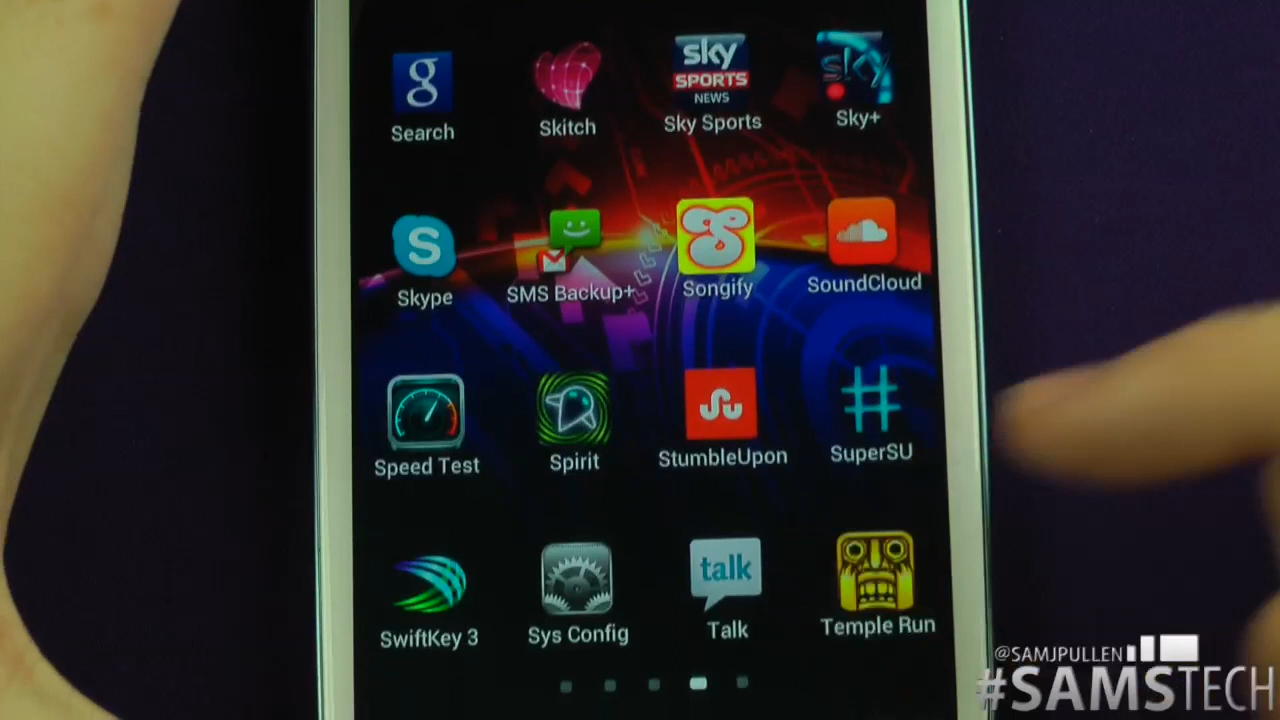 g
Search
Skitch
sky
SPORTS
NEWS
Sky Sports
sky
Sky+
S
Skype
SMS Backup+
Songify
SoundCloud
Speed Test
Spirit
StumbleUpon
SuperSU
SwiftKey 3
Sys Config
talk
Talk
Temple Run
@SAMJPULLEN
#SAMSTECH